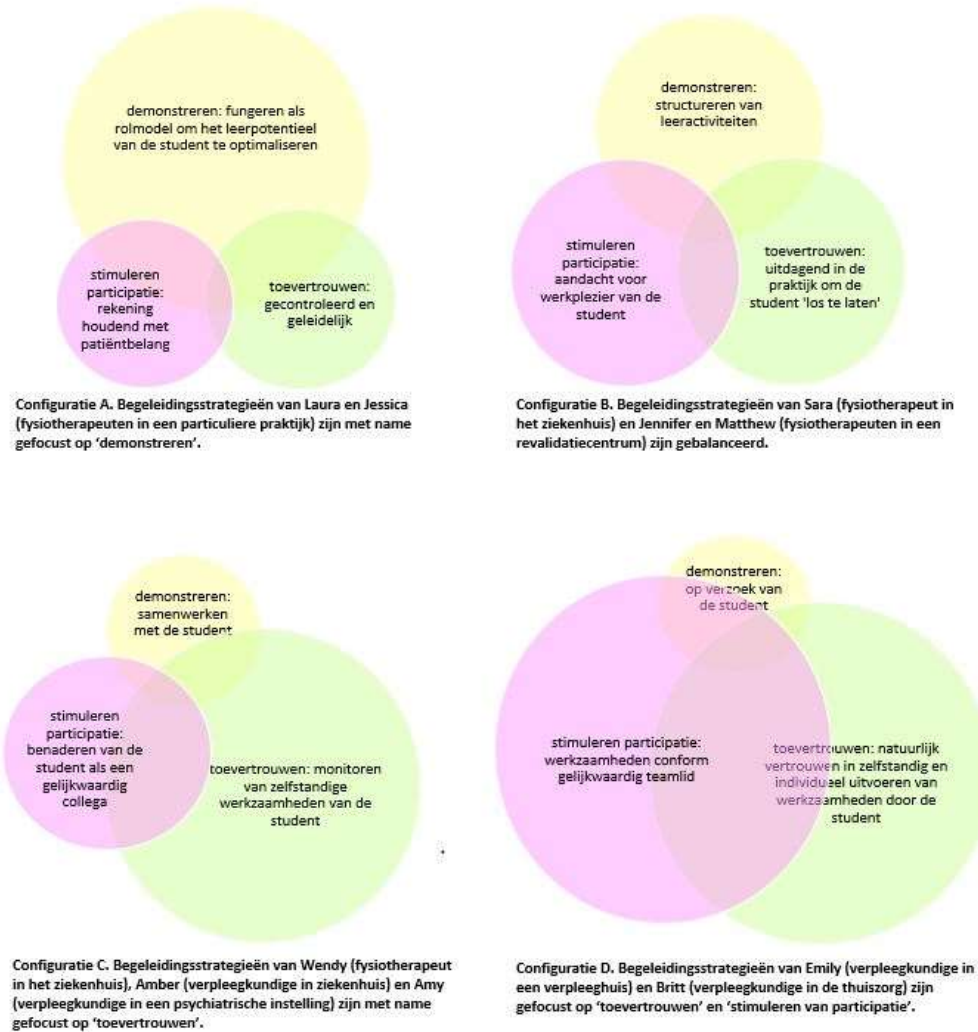 demonstreren: fungeren als
rolmodel om het leerpotentieel
van de student te optimaliseren
stimuleren
participatie:
rekening
houdend met
patiëntbelang
toevertrouwen:
gecontroleerd en
geleidelijk
Configuratie A. Begeleidingsstrategieën van Laura en Jessica
(fysiotherapeuten in een particuliere praktijk) zijn met name
gefocust op ‘demonstreren’.
demonstreren:
structureren van
leeractiviteiten
stimuleren
participatie:
aandacht voor
werkplezier van de
student
toevertrouwen:
uitdagend in de
praktijk om de
student 'los te laten'
Configuratie B. Begeleidingsstrategieën van Sara (fysiotherapeut in
het ziekenhuis) en Jennifer en Matthew (fysiotherapeuten in een
revalidatiecentrum) zijn gebalanceerd.
demonstreren:
samenwerken
met de student
stimuleren
participatie:
benaderen van de
student als een
gelijkwaardig
collega
toevertrouwen: monitoren
van zelfstandige
werkzaamheden van de
student
Configuratie C. Begeleidingsstrategieën van Wendy (fysiotherapeut
in het ziekenhuis), Amber (verpleegkundige in ziekenhuis) en Amy
(verpleegkundige in een psychiatrische instelling) zijn met name
gefocust op ‘toevertrouwen’.
demonstreren:
op verzoek van
de student
stimuleren participatie:
werkzaamheden conform
gelijkwaardig teamlid
toevertrouwen: natuurlijk
vertrouwen in zelfstandig en
individueel uitvoeren van
werkzaamheden door de
student
Configuratie D. Begeleidingsstrategieën van Emily (verpleegkundige in
een verpleeghuis) en Britt (verpleegkundige in de thuiszorg) zijn
gefocust op ‘toevertrouwen’ en ‘stimuleren van participatie’.